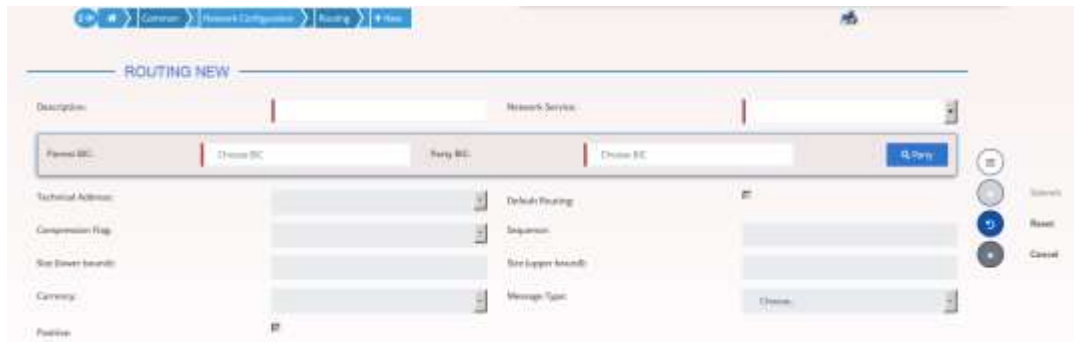 Common Network Configuration Routing + New
ROUTING NEW
Description: Network Service:
Parent BIC: Choose BIC Party BIC: Choose BIC Party
Technical Address: Default Routing:
Submit
Compression Flag: Sequence: Reset
Size (lower bound): Size (upper bound): Cancel
Currency: Message Type: Choose..
Positive: